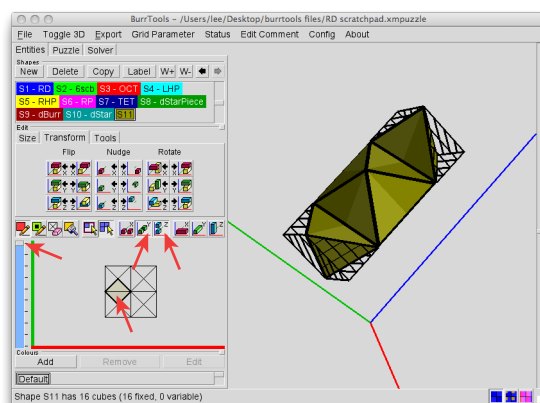 BurrTools - /Users/lee/Desktop/burrtools files/RD scratchpad.xmpuzzle
File Toggle 3D Export Grid Parameter Status Edit Comment Config About
Entities Puzzle Solver
Shapes
New Delete Copy Label W+ W-
S1 - RD S2 - 6scb S3 - OCT S4 - LHP
S5 - RHP S6 - RP S7 - TET S8 - dStarPiece
S9 - dBurr S10 - dStar S11
Edit
Size Transform Tools
Flip Nudge Rotate
X X X
Y Y Y
Z Z Z
X Y Z X Y Z
Colours
Add Remove Edit
Default
Shape S11 has 16 cubes (16 fixed, 0 variable)